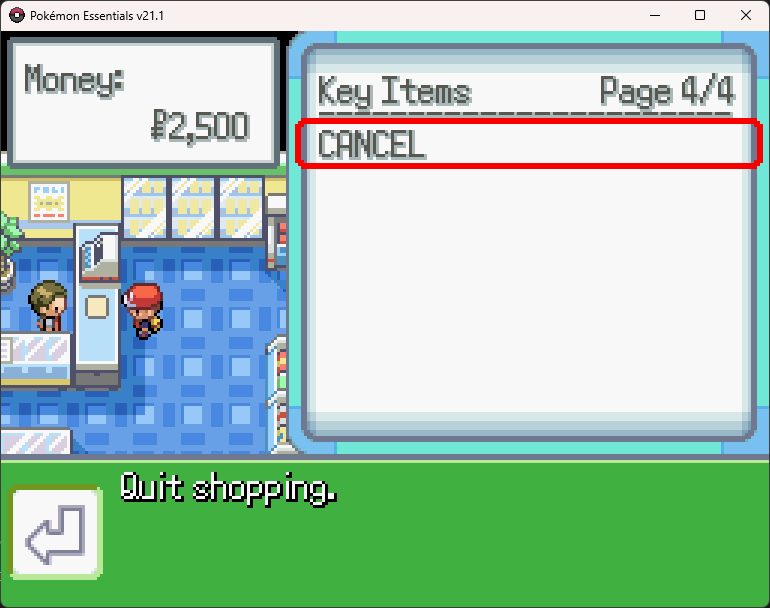 Pokémon Essentials v21.1
Money:
₽2,500
Key Items Page 4/4
CANCEL
Quit shopping.